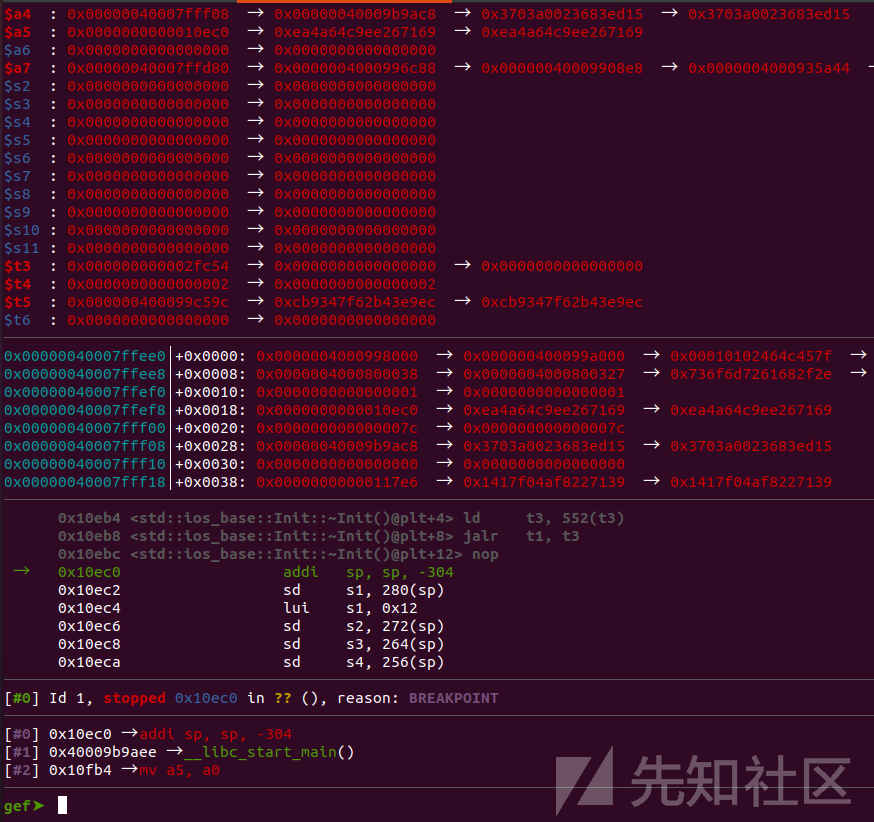 $a4  : 0x00000040007fff08  →  0x00000040009b9ac8  →  0x3703a0023683ed15  →  0x3703a0023683ed15
$a5  : 0x0000000000010ec0  →  0xea4a64c9ee267169  →  0xea4a64c9ee267169
$a6  : 0x0000000000000000  →  0x0000000000000000
$a7  : 0x00000040007ffd80  →  0x0000004000996c88  →  0x00000040009908e8  →  0x0000004000935a44  →
$s2  : 0x0000000000000000  →  0x0000000000000000
$s3  : 0x0000000000000000  →  0x0000000000000000
$s4  : 0x0000000000000000  →  0x0000000000000000
$s5  : 0x0000000000000000  →  0x0000000000000000
$s6  : 0x0000000000000000  →  0x0000000000000000
$s7  : 0x0000000000000000  →  0x0000000000000000
$s8  : 0x0000000000000000  →  0x0000000000000000
$s9  : 0x0000000000000000  →  0x0000000000000000
$s10 : 0x0000000000000000  →  0x0000000000000000
$s11 : 0x0000000000000000  →  0x0000000000000000
$t3  : 0x000000000002fc54  →  0x0000000000000000  →  0x0000000000000000
$t4  : 0x0000000000000002  →  0x0000000000000002
$t5  : 0x000000400099c59c  →  0xcb9347f62b43e9ec  →  0xcb9347f62b43e9ec
$t6  : 0x0000000000000000  →  0x0000000000000000
0x00000040007ffee0│+0x0000: 0x0000004000998000  →  0x000000400099a000  →  0x00010102464c457f  →
0x00000040007ffee8│+0x0008: 0x0000004000800038  →  0x0000004000800327  →  0x736f6d7261682f2e  →
0x00000040007ffef0│+0x0010: 0x0000000000000001  →  0x0000000000000001
0x00000040007ffef8│+0x0018: 0x0000000000010ec0  →  0xea4a64c9ee267169  →  0xea4a64c9ee267169
0x00000040007fff00│+0x0020: 0x000000000000007c  →  0x000000000000007c
0x00000040007fff08│+0x0028: 0x00000040009b9ac8  →  0x3703a0023683ed15  →  0x3703a0023683ed15
0x00000040007fff10│+0x0030: 0x0000000000000000  →  0x0000000000000000
0x00000040007fff18│+0x0038: 0x00000000000117e6  →  0x1417f04af8227139  →  0x1417f04af8227139
0x10eb4 <std::ios_base::Init::~Init()@plt+4> ld     t3, 552(t3)
0x10eb8 <std::ios_base::Init::~Init()@plt+8> jalr   t1, t3
0x10ebc <std::ios_base::Init::~Init()@plt+12> nop
→   0x10ec0                  addi   sp, sp, -304
0x10ec2                  sd     s1, 280(sp)
0x10ec4                  lui    s1, 0x12
0x10ec6                  sd     s2, 272(sp)
0x10ec8                  sd     s3, 264(sp)
0x10eca                  sd     s4, 256(sp)
[#0] Id 1, stopped 0x10ec0 in ?? (), reason: BREAKPOINT
[#0] 0x10ec0 →addi sp, sp, -304
[#1] 0x40009b9aee →__libc_start_main()
[#2] 0x10fb4 →mv a5, a0
gef➤
先知社区